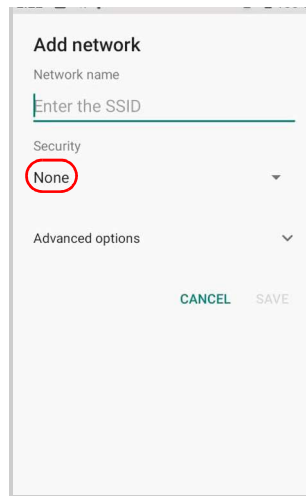 Add network
Network name
Enter the SSID
Security
None
Advanced options
CANCEL SAVE